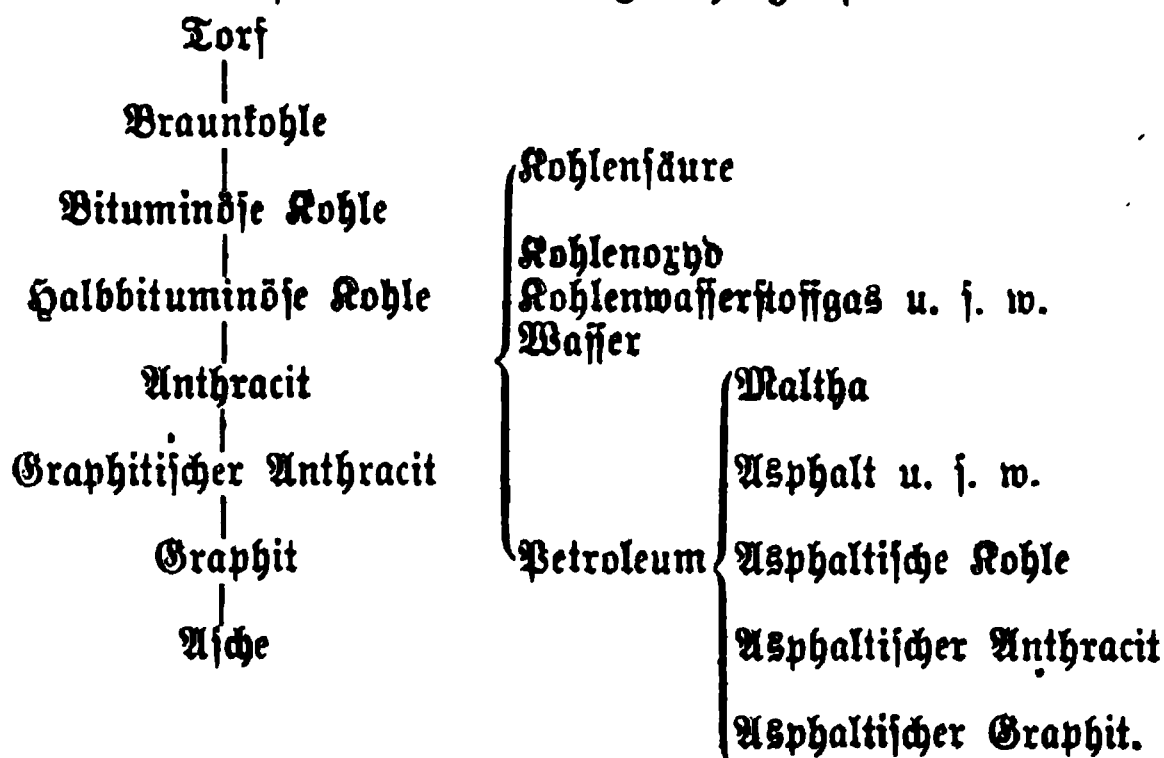 Torf
Braunkohle
Bituminöse Kohle
Halbbituminöse Kohle
Anthracit
Graphitischer Anthracit
Graphit
Asche
Kohlensäure
Kohlenoxyd
Kohlenwasserstoffgas u. s. w.
Wasser
Petroleum
Maltha
Asphalt u. s. w.
Asphaltische Kohle
Asphaltischer Anthracit
Asphaltischer Graphit.